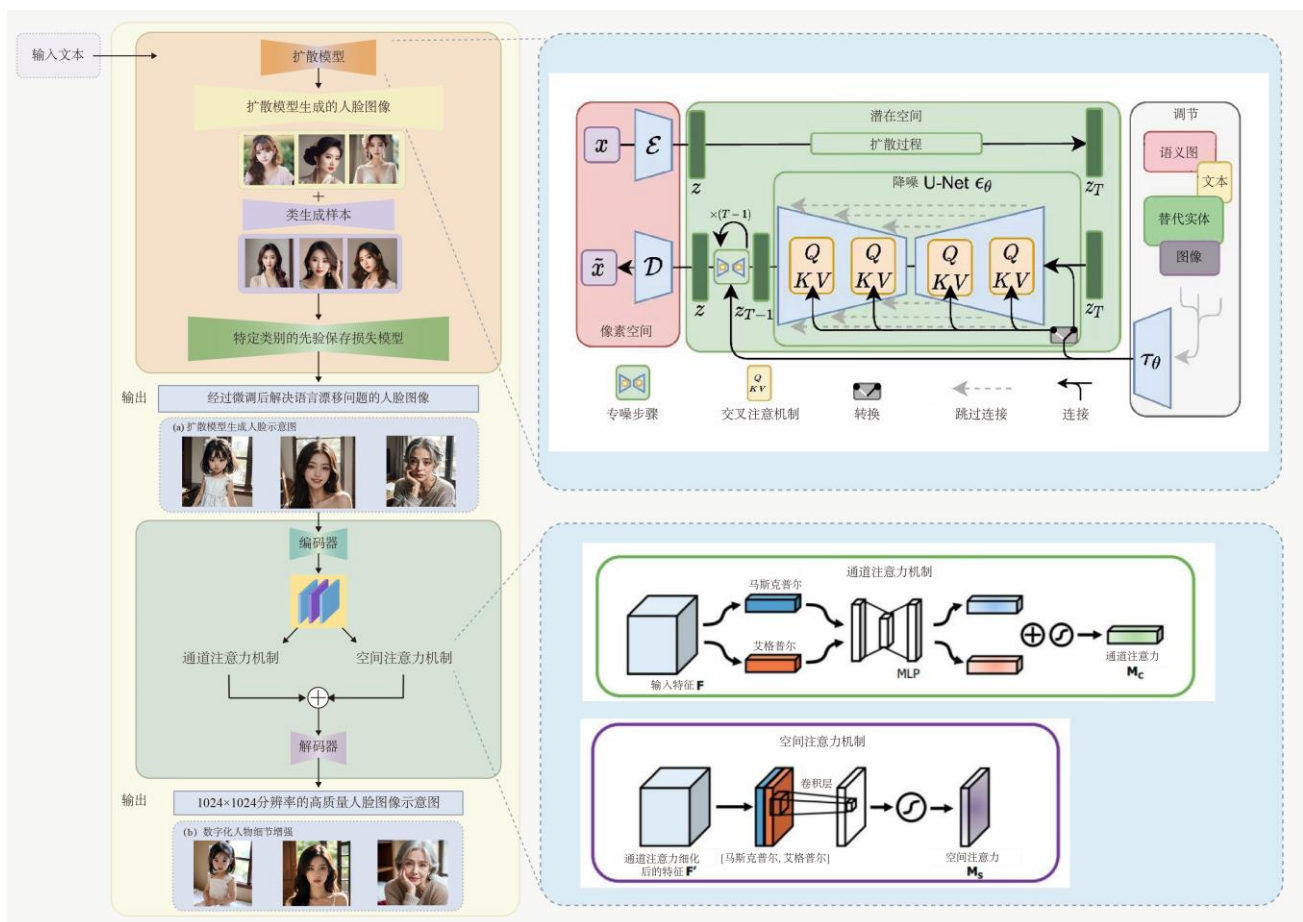 输入文本
扩散模型
扩散模型生成的人脸图像
+
类生成样本
特定类别的先验保存损失模型
输出
经过微调后解决语言漂移问题的人脸图像
(a) 扩散模型生成人脸示意图
编码器
通道注意力机制
空间注意力机制
解码器
输出
1024×1024分辨率的高质量人脸图像示意图
(b) 数字化人物细节增强
x
ℰ
z
潜在空间
扩散过程
z_T
降噪 U-Net ϵ_θ
×(T−1)
x̃
𝒟
z
z_{T−1}
Q
K V
Q
K V
Q
K V
Q
K V
z_T
像素空间
调节
语义图
文本
替代实体
图像
τ_θ
专噪步骤
Q
K V
交叉注意机制
转换
跳过连接
连接
通道注意力机制
马斯克普尔
艾格普尔
输入特征 F
MLP
通道注意力
M_C
空间注意力机制
卷积层
通道注意力细化
后的特征 F'
[马斯克普尔, 艾格普尔]
空间注意力
M_S